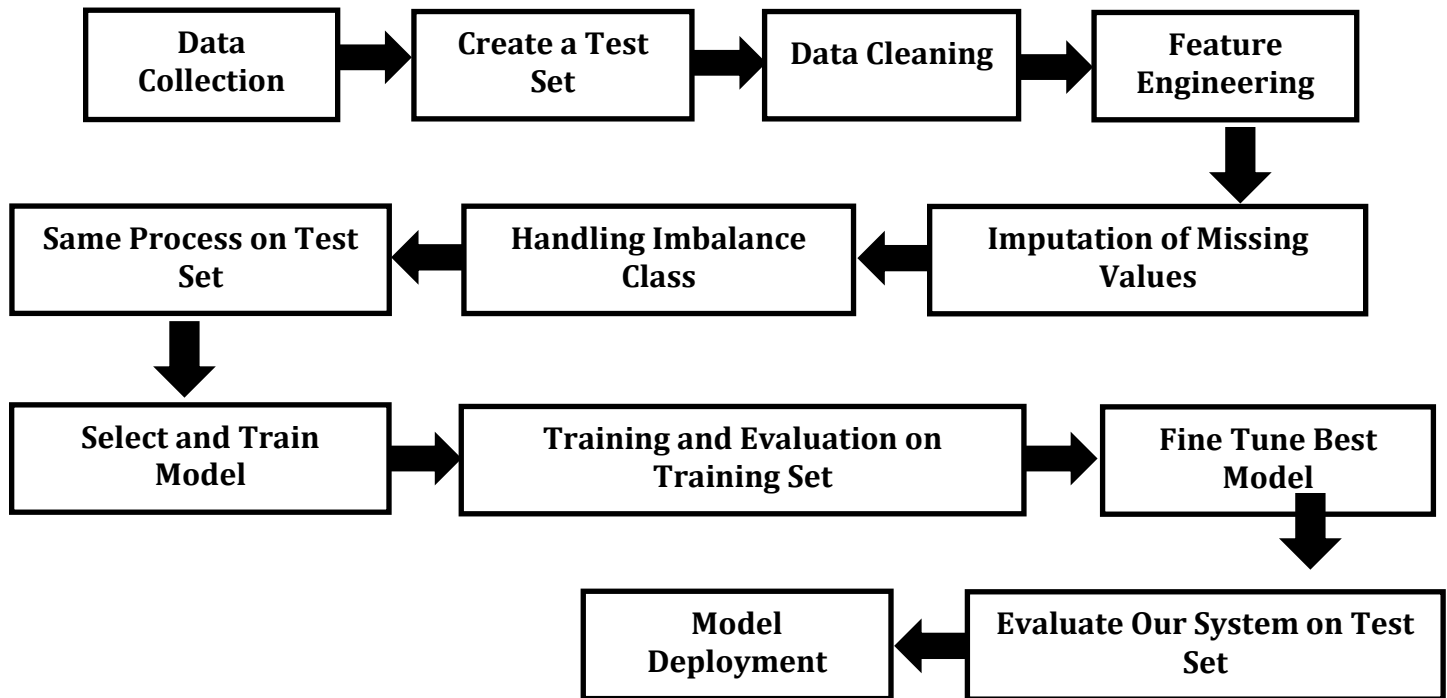 Data
Collection
Create a Test
Set
Data Cleaning
Feature
Engineering
Imputation of Missing
Values
Handling Imbalance
Class
Same Process on Test
Set
Select and Train
Model
Training and Evaluation on
Training Set
Fine Tune Best
Model
Evaluate Our System on Test
Set
Model
Deployment